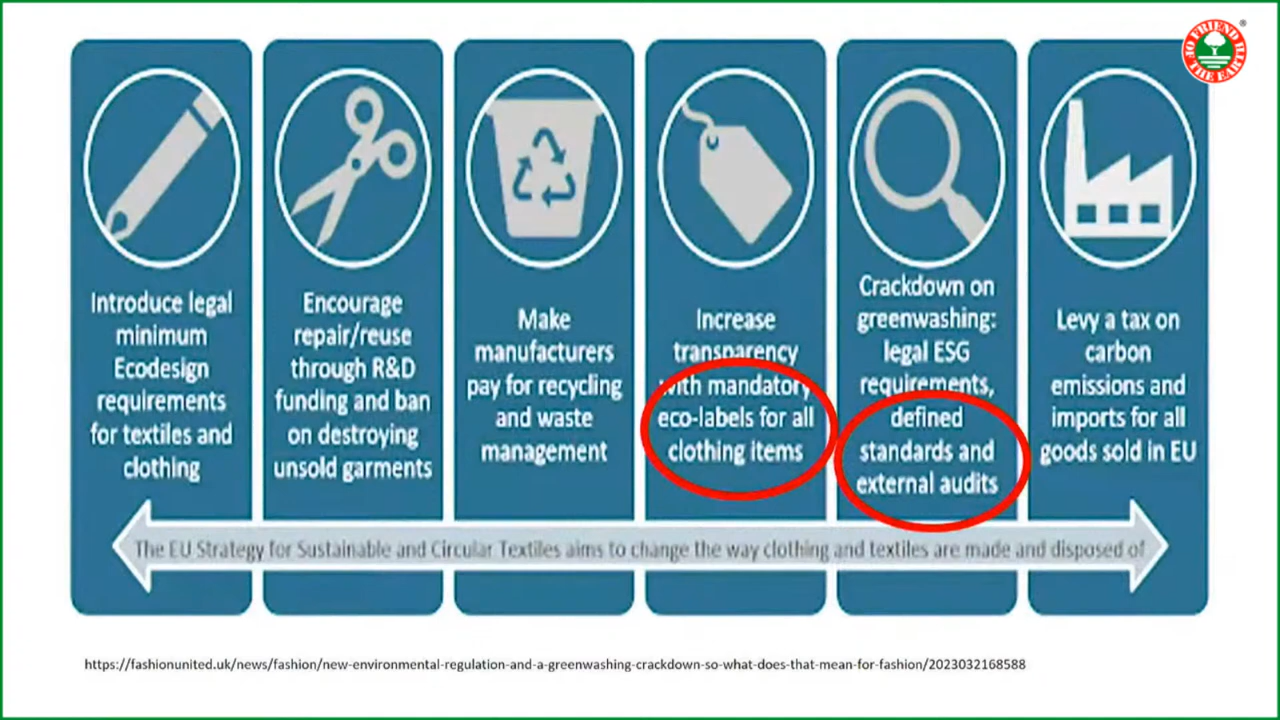 FRIEND OF THE EARTH
®
Introduce legal
minimum
Ecodesign
requirements
for textiles and
clothing
Encourage
repair/reuse
through R&D
funding and ban
on destroying
unsold garments
Make
manufacturers
pay for recycling
and waste
management
Increase
transparency
with mandatory
eco-labels for all
clothing items
Crackdown on
greenwashing:
legal ESG
requirements,
defined
standards and
external audits
Levy a tax on
carbon
emissions and
imports for all
goods sold in EU
The EU Strategy for Sustainable and Circular Textiles aims to change the way clothing and textiles are made and disposed of
https://fashionunited.uk/news/fashion/new-environmental-regulation-and-a-greenwashing-crackdown-so-what-does-that-mean-for-fashion/2023032168588